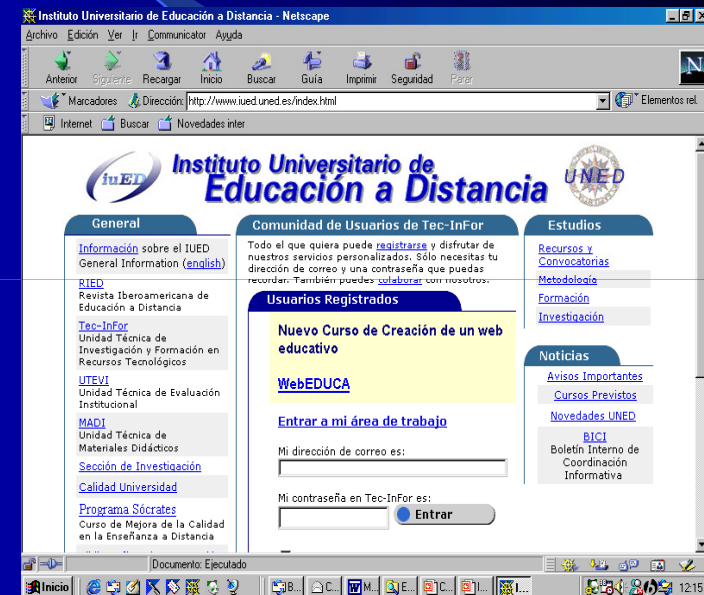 Instituto Universitario de Educación a Distancia - Netscape
Archivo Edición Ver Ir Communicator Ayuda
Anterior Siguiente Recargar Inicio Buscar Guía Imprimir Seguridad Parar
N
Marcadores Dirección: http://www.iued.uned.es/index.html Elementos rel.
Internet Buscar Novedades inter
iuED
Instituto Universitario de
Educación a Distancia
UNED
General
Información sobre el IUED
General Information (english)
RIED
Revista Iberoamericana de
Educación a Distancia
Tec-InFor
Unidad Técnica de
Investigación y Formación en
Recursos Tecnológicos
UTEVI
Unidad Técnica de Evaluación
Institucional
MADI
Unidad Técnica de
Materiales Didácticos
Sección de Investigación
Calidad Universidad
Programa Sócrates
Curso de Mejora de la Calidad
en la Enseñanza a Distancia
Comunidad de Usuarios de Tec-InFor
Todo el que quiera puede registrarse y disfrutar de
nuestros servicios personalizados. Sólo necesitas tu
dirección de correo y una contraseña que puedas
recordar. También puedes colaborar con nosotros.
Usuarios Registrados
Nuevo Curso de Creación de un web
educativo
WebEDUCA
Entrar a mi área de trabajo
Mi dirección de correo es:
Mi contraseña en Tec-InFor es:
Entrar
Estudios
Recursos y
Convocatorias
Metodología
Formación
Investigación
Noticias
Avisos Importantes
Cursos Previstos
Novedades UNED
BICI
Boletín Interno de
Coordinación
Informativa
Documento: Ejecutado
Inicio B... C... M... E... C... I... I... 12:15